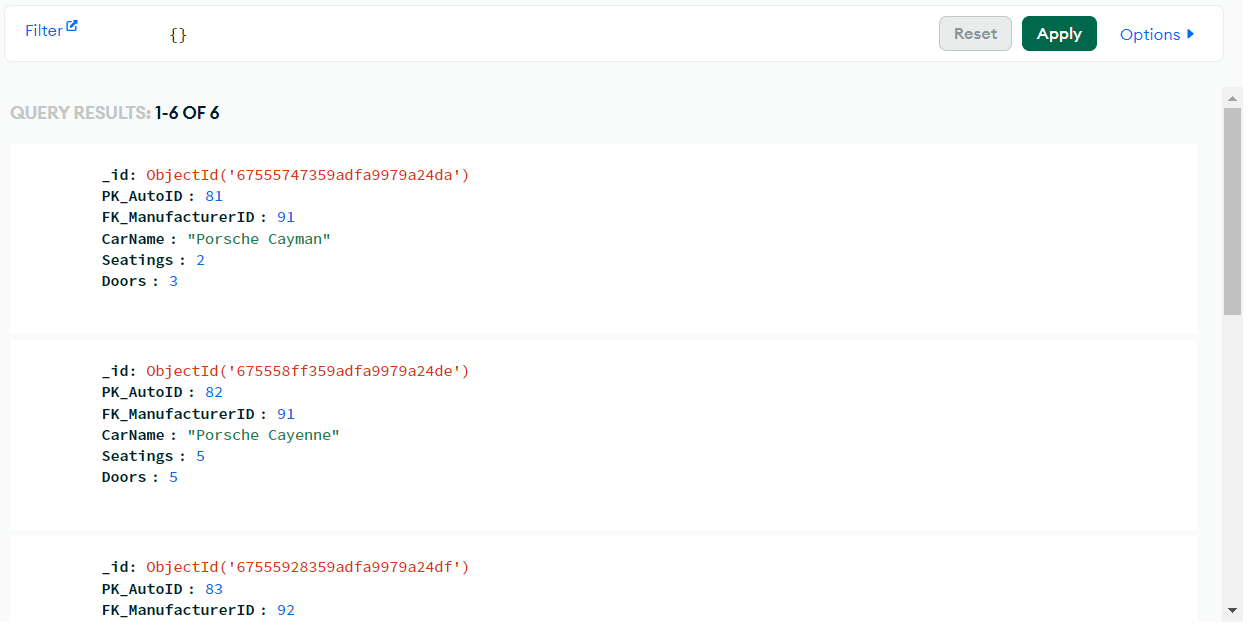 Filter
{}
Reset
Apply
Options
QUERY RESULTS: 1-6 OF 6
_id: ObjectId('67555747359adfa9979a24da')
PK_AutoID : 81
FK_ManufacturerID : 91
CarName : "Porsche Cayman"
Seatings : 2
Doors : 3
_id: ObjectId('675558ff359adfa9979a24de')
PK_AutoID : 82
FK_ManufacturerID : 91
CarName : "Porsche Cayenne"
Seatings : 5
Doors : 5
_id: ObjectId('67555928359adfa9979a24df')
PK_AutoID : 83
FK_ManufacturerID : 92